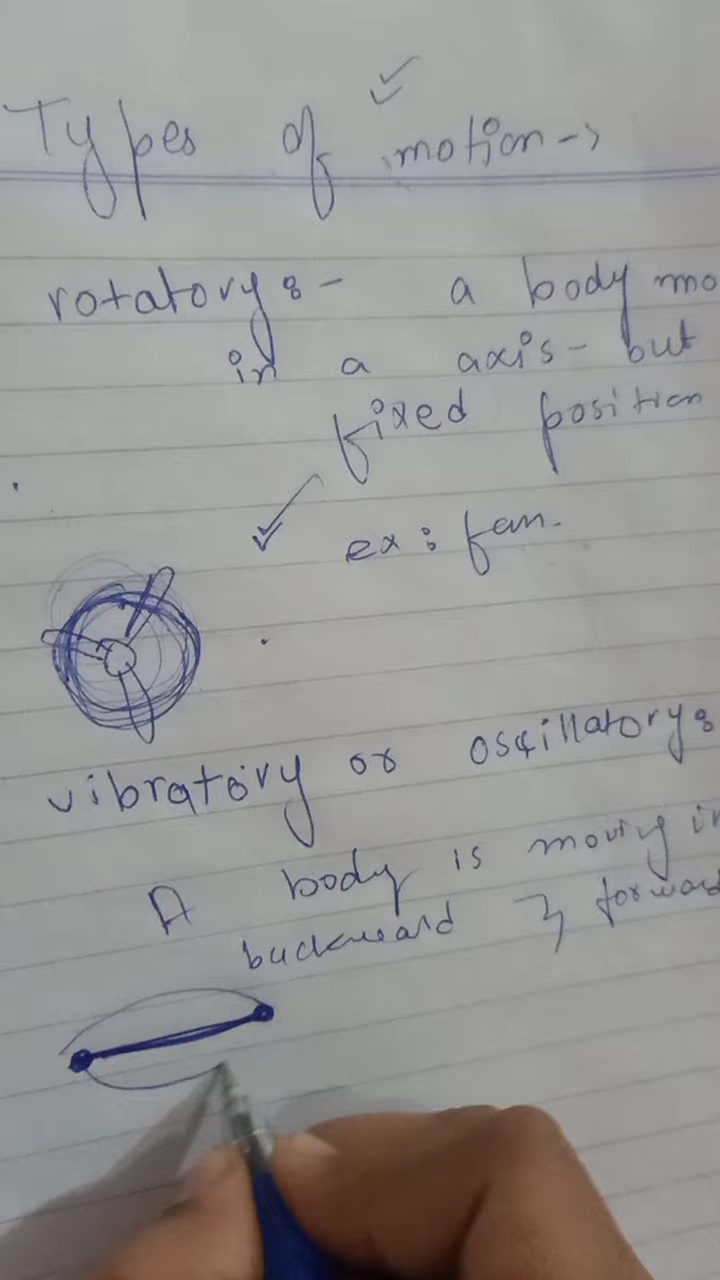 Types of motion->
rotatory :- a body mo
in a axis - but
fixed position
ex : fan.
vibratory or oscillatory :
A body is moving in
buckward & forward